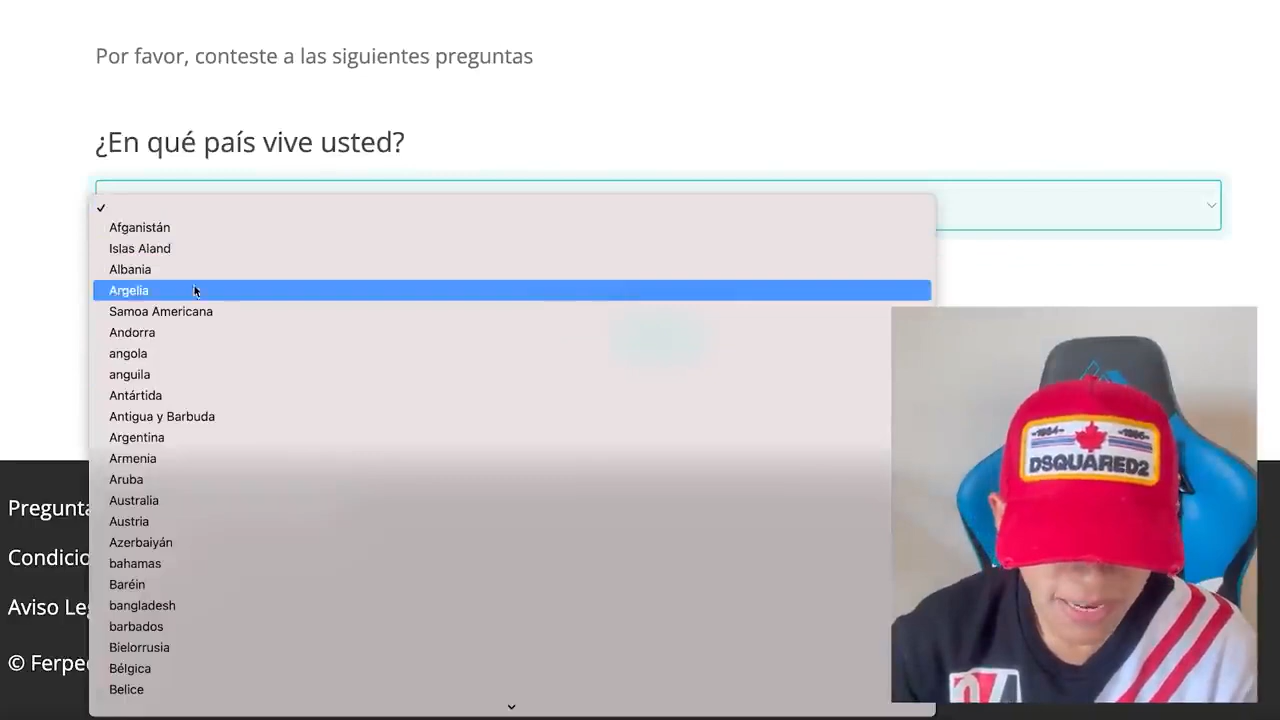 Por favor, conteste a las siguientes preguntas
¿En qué país vive usted?
✓
Afganistán
Islas Aland
Albania
Argelia
Samoa Americana
Andorra
angola
anguila
Antártida
Antigua y Barbuda
Argentina
Armenia
Aruba
Australia
Austria
Azerbaiyán
bahamas
Baréin
bangladesh
barbados
Bielorrusia
Bélgica
Belice
Pregunta
Condicio
Aviso Leg
© Ferpe
DSQUARED2